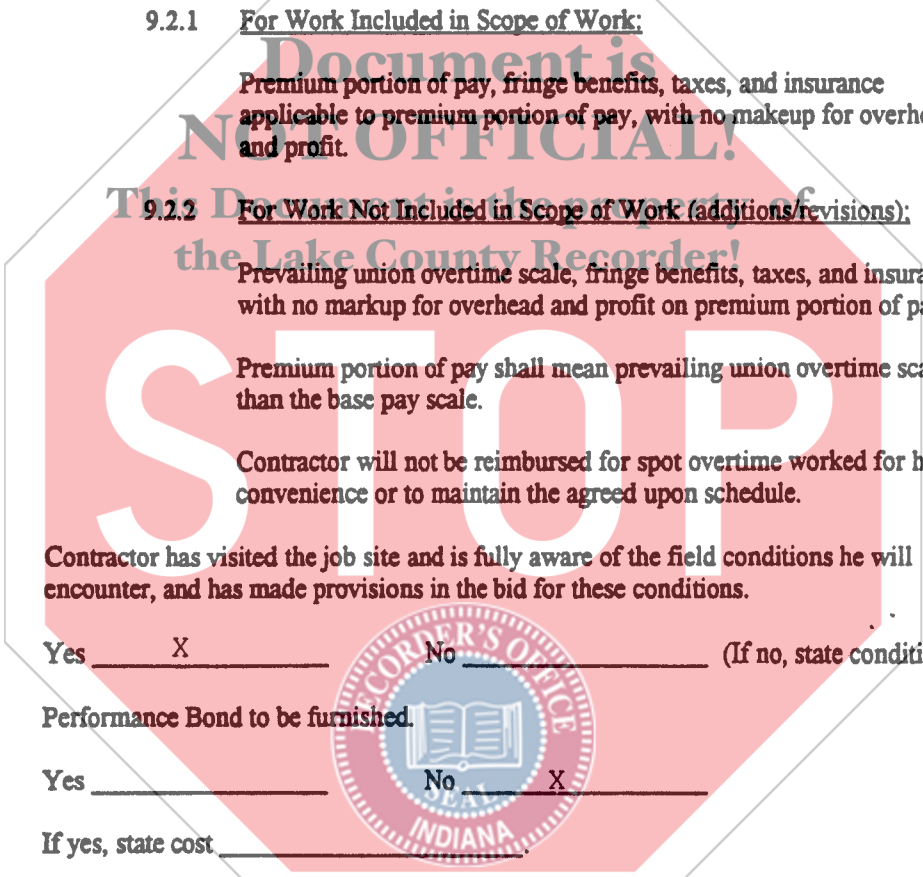 9.2.1 For Work Included in Scope of Work:
Document is
Premium portion of pay, fringe benefits, taxes, and insurance
applicable to premium portion of pay, with no makeup for overhe
NOT OFFICIAL!
and profit.
This Document is the property of
9.2.2 For Work Not Included in Scope of Work (additions/revisions):
the Lake County Recorder!
Prevailing union overtime scale, fringe benefits, taxes, and insura
with no markup for overhead and profit on premium portion of pa
STOP
Premium portion of pay shall mean prevailing union overtime sca
than the base pay scale.
Contractor will not be reimbursed for spot overtime worked for h
convenience or to maintain the agreed upon schedule.
Contractor has visited the job site and is fully aware of the field conditions he will
encounter, and has made provisions in the bid for these conditions.
Yes X No (If no, state conditi
RECORDER'S OFFICE
Performance Bond to be furnished.
Yes No X
SEAL
INDIANA
If yes, state cost .